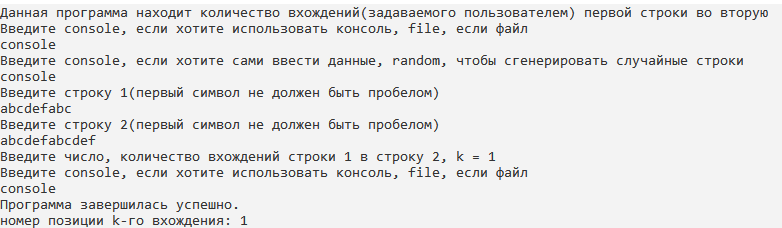 Данная программа находит количество вхождений(задаваемого пользователем) первой строки во вторую
Введите console, если хотите использовать консоль, file, если файл
console
Введите console, если хотите сами ввести данные, random, чтобы сгенерировать случайные строки
console
Введите строку 1(первый символ не должен быть пробелом)
abcdefabc
Введите строку 2(первый символ не должен быть пробелом)
abcdefabcdef
Введите число, количество вхождений строки 1 в строку 2, k = 1
Введите console, если хотите использовать консоль, file, если файл
console
Программа завершилась успешно.
номер позиции k-го вхождения: 1